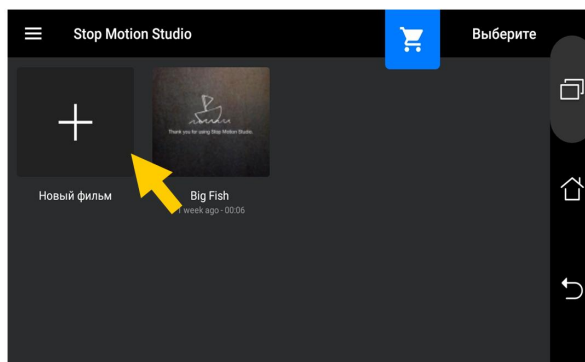 Stop Motion Studio
Выберите
Thank you for using Stop Motion Studio.
Новый фильм
Big Fish
1 week ago - 00:06